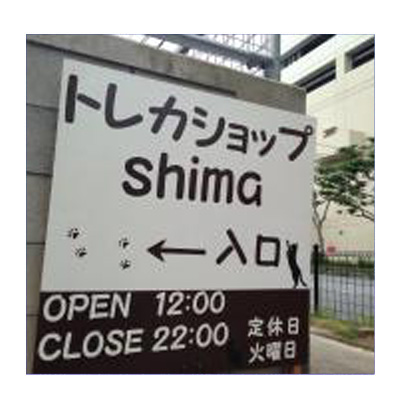 トレカショップ
shima
←入口
OPEN 12:00
CLOSE 22:00
定休日
火曜日